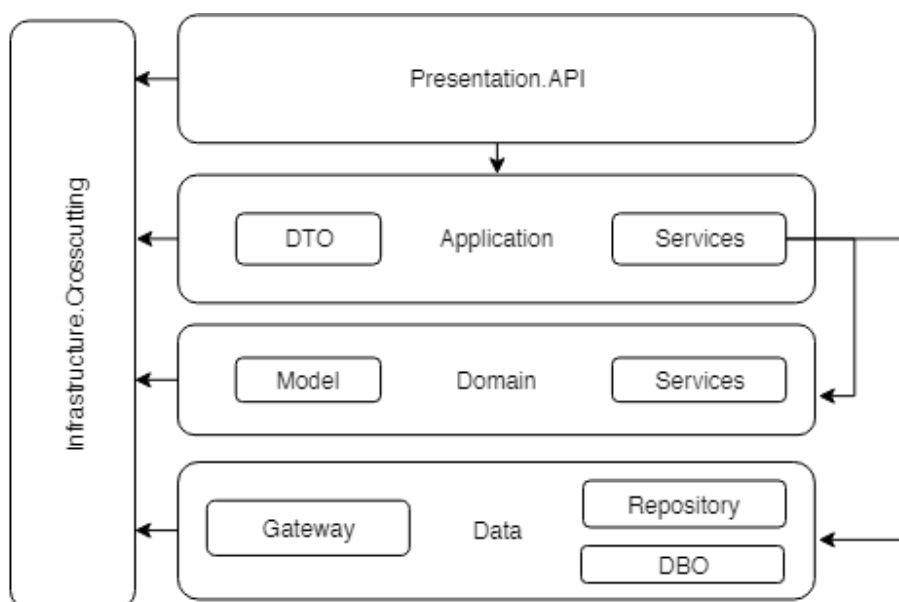 Infrastructure.Crosscutting
Presentation.API
DTO
Application
Services
Model
Domain
Services
Gateway
Data
Repository
DBO